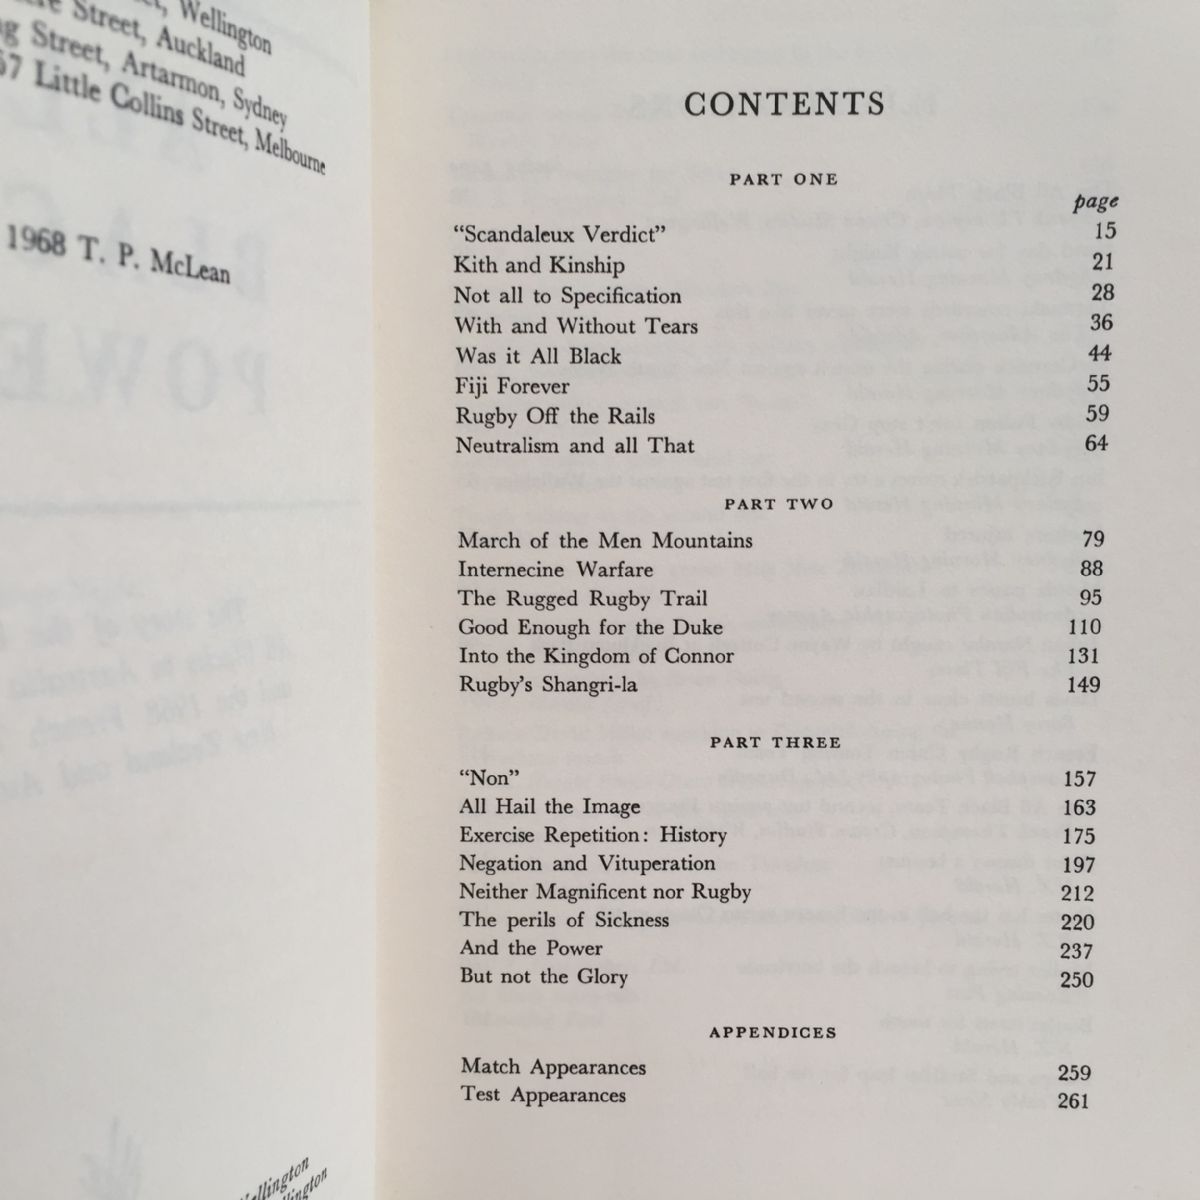 Wellington
Street, Auckland
Street, Artarmon, Sydney
67 Little Collins Street, Melbourne
1968 T. P. McLean
Wellington
CONTENTS
PART ONE
page
“Scandaleux Verdict” 15
Kith and Kinship 21
Not all to Specification 28
With and Without Tears 36
Was it All Black 44
Fiji Forever 55
Rugby Off the Rails 59
Neutralism and all That 64
PART TWO
March of the Men Mountains 79
Internecine Warfare 88
The Rugged Rugby Trail 95
Good Enough for the Duke 110
Into the Kingdom of Connor 131
Rugby’s Shangri-la 149
PART THREE
“Non” 157
All Hail the Image 163
Exercise Repetition: History 175
Negation and Vituperation 197
Neither Magnificent nor Rugby 212
The perils of Sickness 220
And the Power 237
But not the Glory 250
APPENDICES
Match Appearances 259
Test Appearances 261